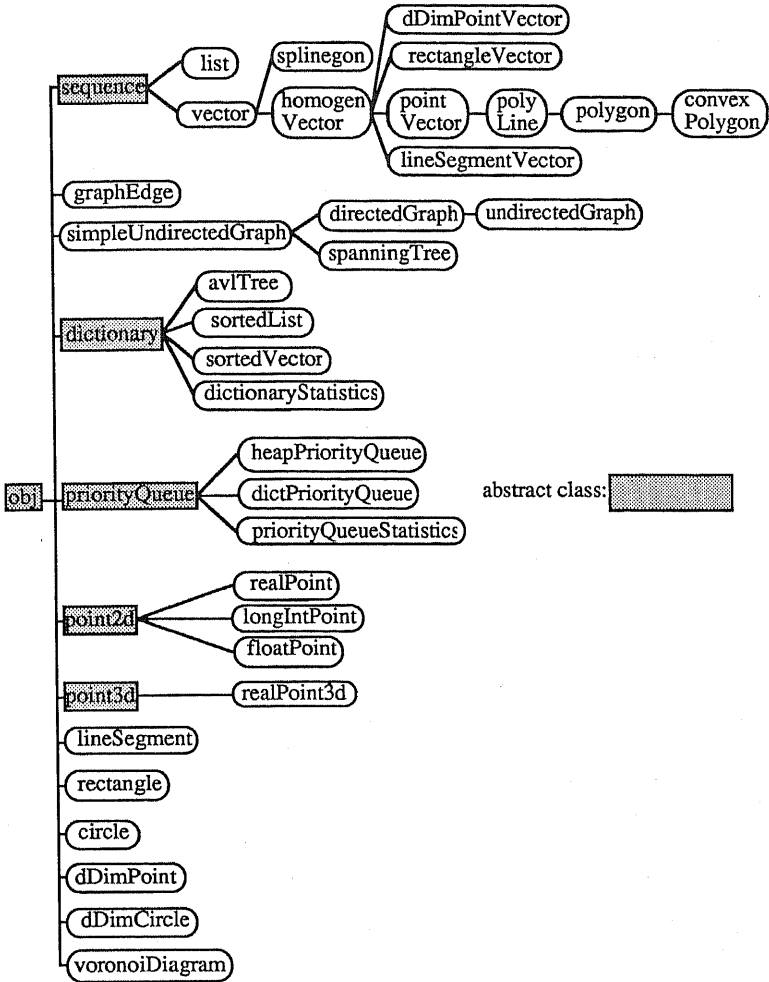 dDimPointVector
splinegon
list
rectangleVector
sequence
homogen
Vector
point
Vector
poly
Line
polygon
convex
Polygon
vector
lineSegmentVector
graphEdge
directedGraph
undirectedGraph
simpleUndirectedGraph
spanningTree
avlTree
sortedList
dictionary
sortedVector
dictionaryStatistics
heapPriorityQueue
obj
priorityQueue
dictPriorityQueue
abstract class:
priorityQueueStatistics
realPoint
point2d
longIntPoint
floatPoint
point3d
realPoint3d
lineSegment
rectangle
circle
dDimPoint
dDimCircle
voronoiDiagram